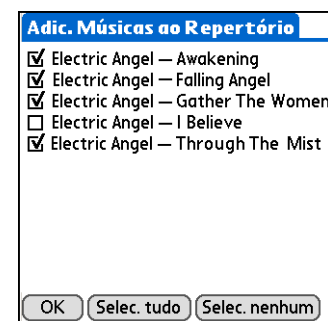 Adic. Músicas ao Repertório
Electric Angel — Awakening
Electric Angel — Falling Angel
Electric Angel — Gather The Women
Electric Angel — I Believe
Electric Angel — Through The Mist
OK Selec. tudo Selec. nenhum